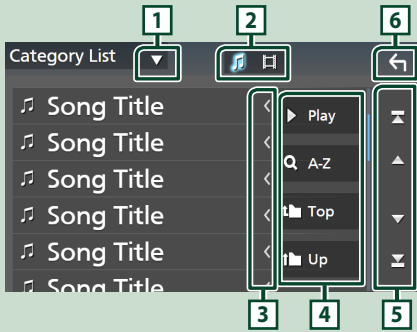 1 2 6
Category List
Song Title
Song Title
Song Title
Song Title
Song Title
Song Title
Play
A-Z
Top
Up
3 4 5